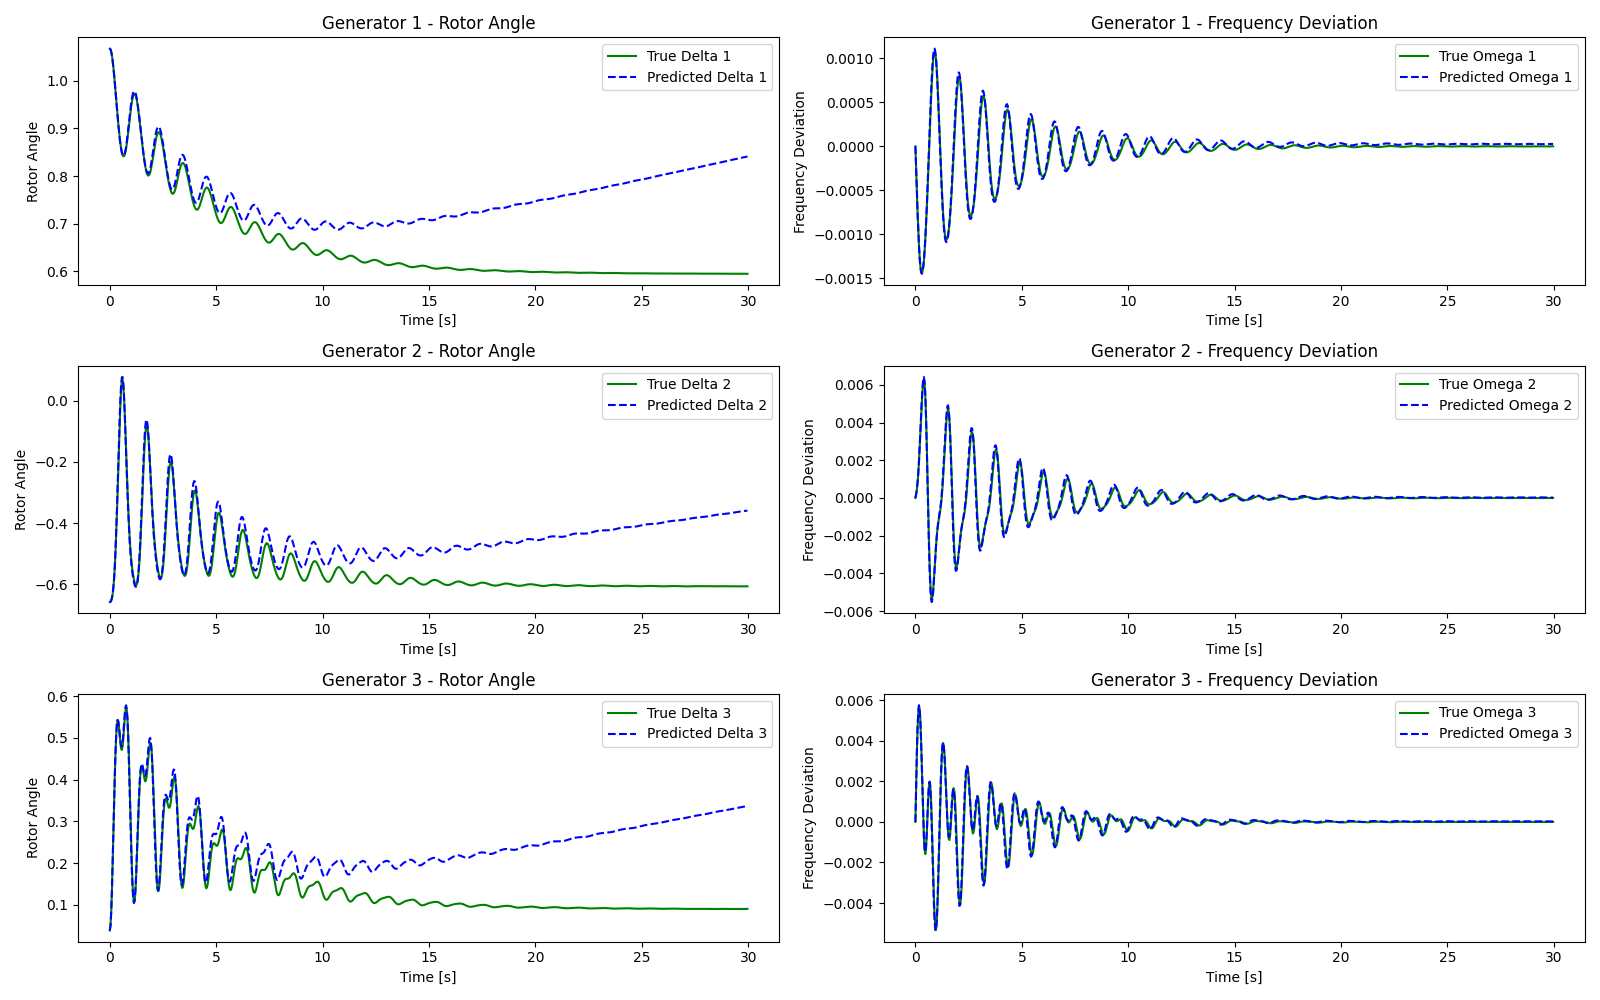 Generator 1 - Rotor Angle
Rotor Angle
1.0
0.9
0.8
0.7
0.6
True Delta 1
Predicted Delta 1
0 5 10 15 20 25 30
Time [s]
Generator 1 - Frequency Deviation
Frequency Deviation
0.0010
0.0005
0.0000
−0.0005
−0.0010
−0.0015
True Omega 1
Predicted Omega 1
0 5 10 15 20 25 30
Time [s]
Generator 2 - Rotor Angle
Rotor Angle
0.0
−0.2
−0.4
−0.6
True Delta 2
Predicted Delta 2
0 5 10 15 20 25 30
Time [s]
Generator 2 - Frequency Deviation
Frequency Deviation
0.006
0.004
0.002
0.000
−0.002
−0.004
−0.006
True Omega 2
Predicted Omega 2
0 5 10 15 20 25 30
Time [s]
Generator 3 - Rotor Angle
Rotor Angle
0.6
0.5
0.4
0.3
0.2
0.1
True Delta 3
Predicted Delta 3
0 5 10 15 20 25 30
Time [s]
Generator 3 - Frequency Deviation
Frequency Deviation
0.006
0.004
0.002
0.000
−0.002
−0.004
True Omega 3
Predicted Omega 3
0 5 10 15 20 25 30
Time [s]